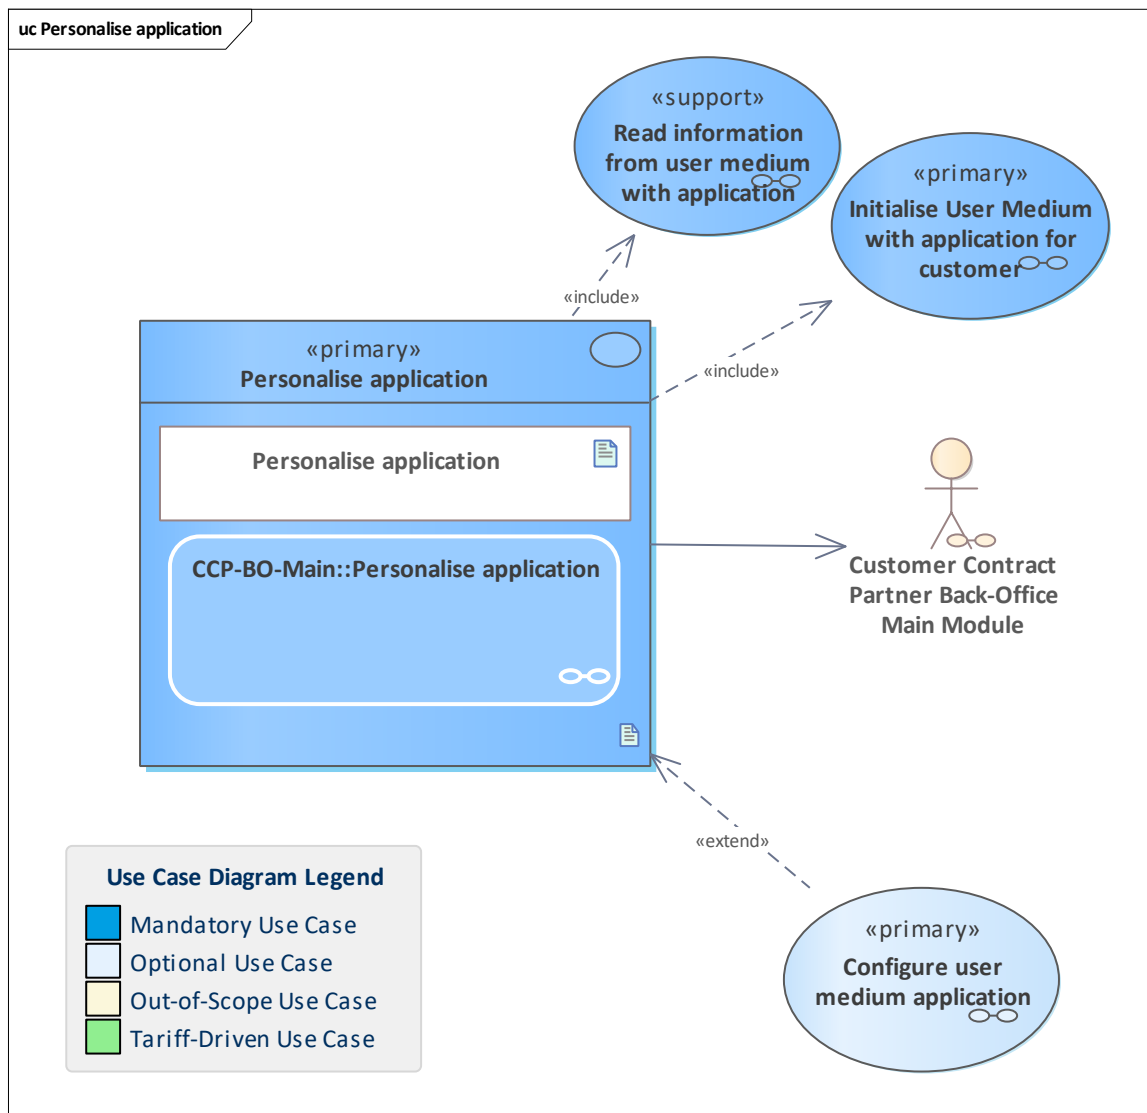 uc Personalise application
«support»
Read information
from user medium
with application
«primary»
Initialise User Medium
with application for
customer
«include»
«include»
«primary»
Personalise application
Personalise application
CCP-BO-Main::Personalise application
Customer Contract
Partner Back-Office
Main Module
«extend»
«primary»
Configure user
medium application
Use Case Diagram Legend
Mandatory Use Case
Optional Use Case
Out-of-Scope Use Case
Tariff-Driven Use Case